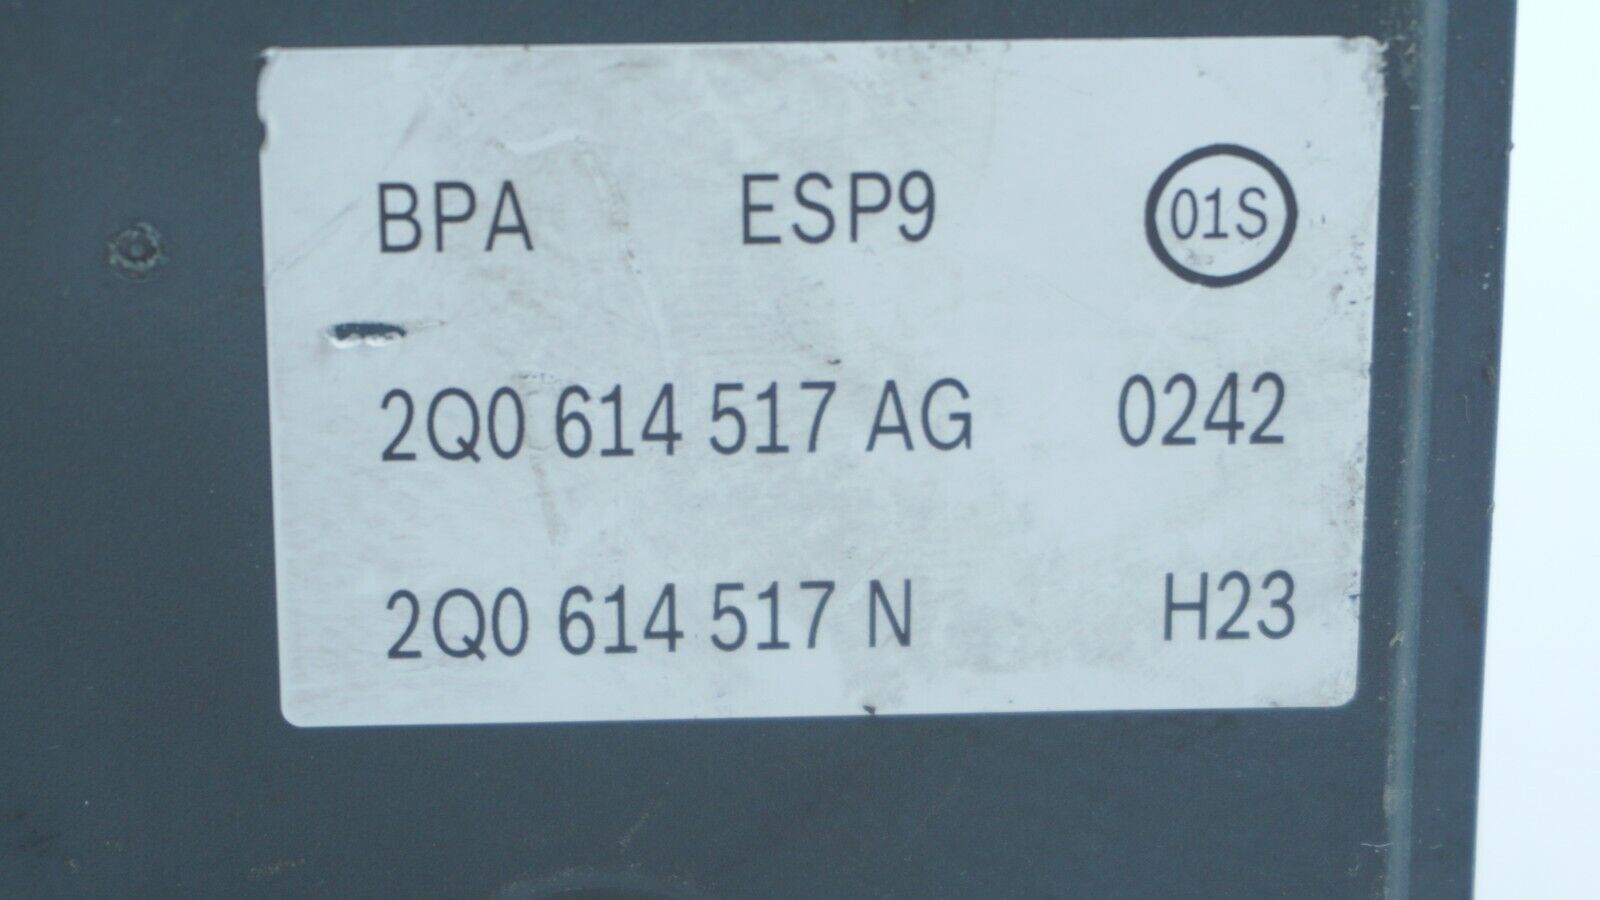 BPA ESP9 01S
2Q0 614 517 AG 0242
2Q0 614 517 N H23